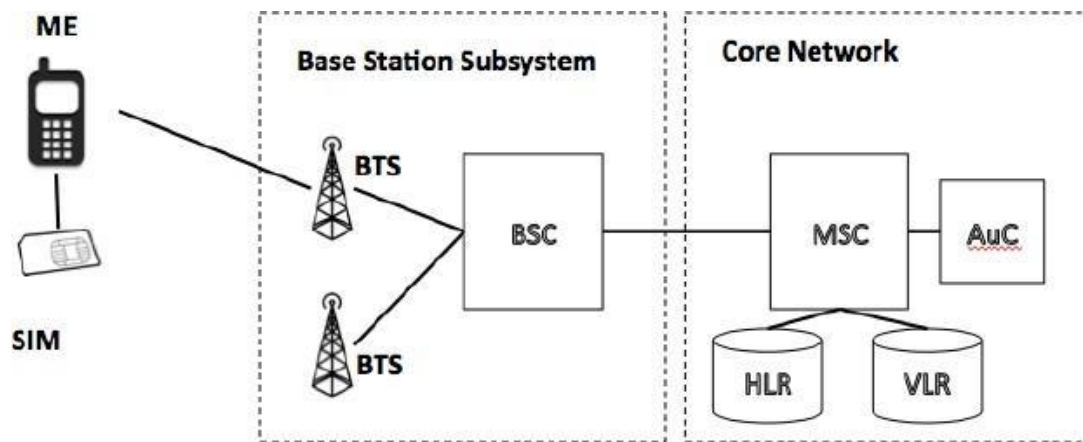 ME
SIM
Base Station Subsystem
BTS
BTS
BSC
Core Network
MSC
AuC
HLR
VLR